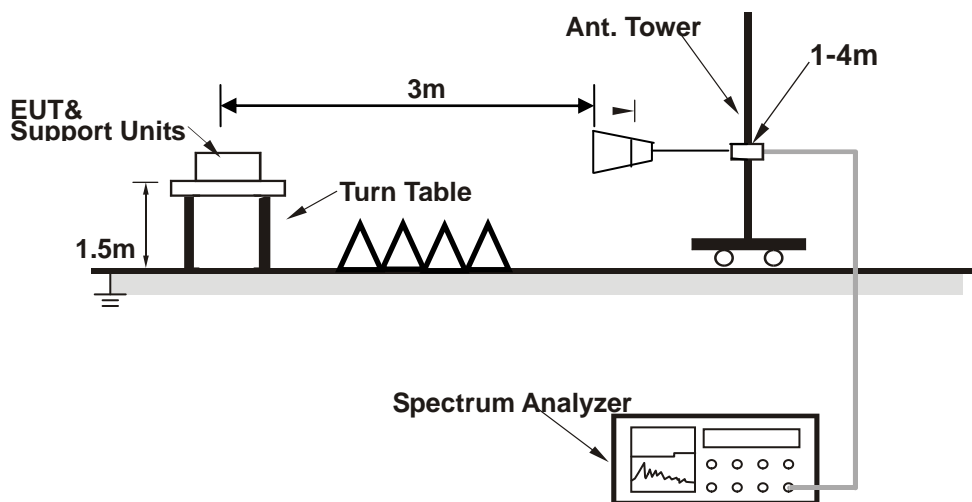 Ant. Tower
1-4m
3m
EUT&
Support Units
Turn Table
1.5m
Spectrum Analyzer